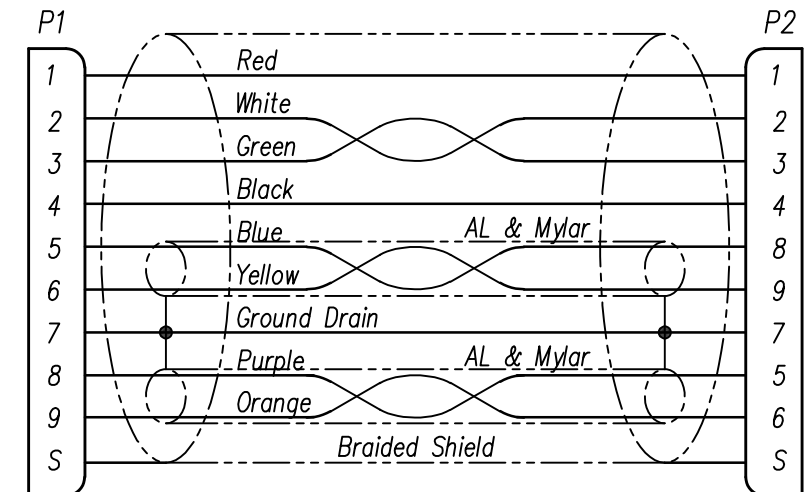 P1 P2
1 Red 1
2 White 2
3 Green 3
4 Black 4
5 Blue AL & Mylar 8
6 Yellow 9
7 Ground Drain 7
8 Purple AL & Mylar 5
9 Orange 6
S Braided Shield S